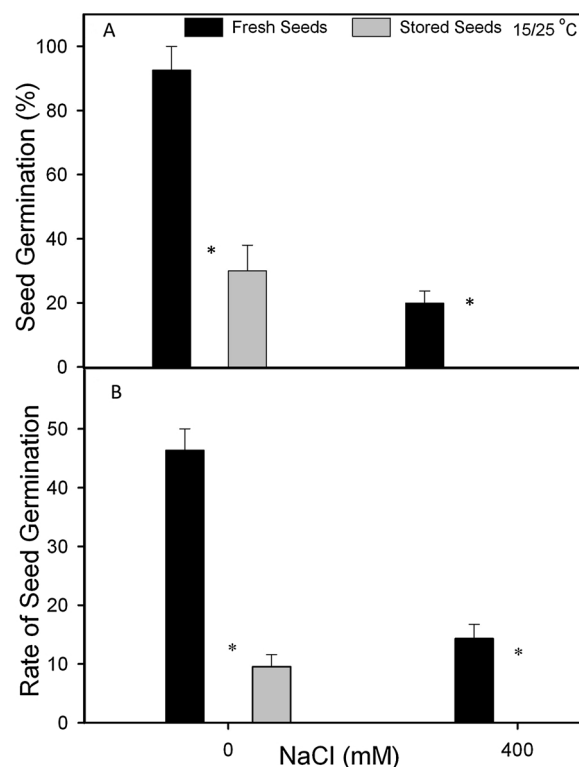 A
Fresh Seeds
Stored Seeds
15/25 °C
100
80
60
40
20
0
Seed Germination (%)
*
*
B
50
40
30
20
10
0
Rate of Seed Germination
*
*
0
400
NaCl (mM)